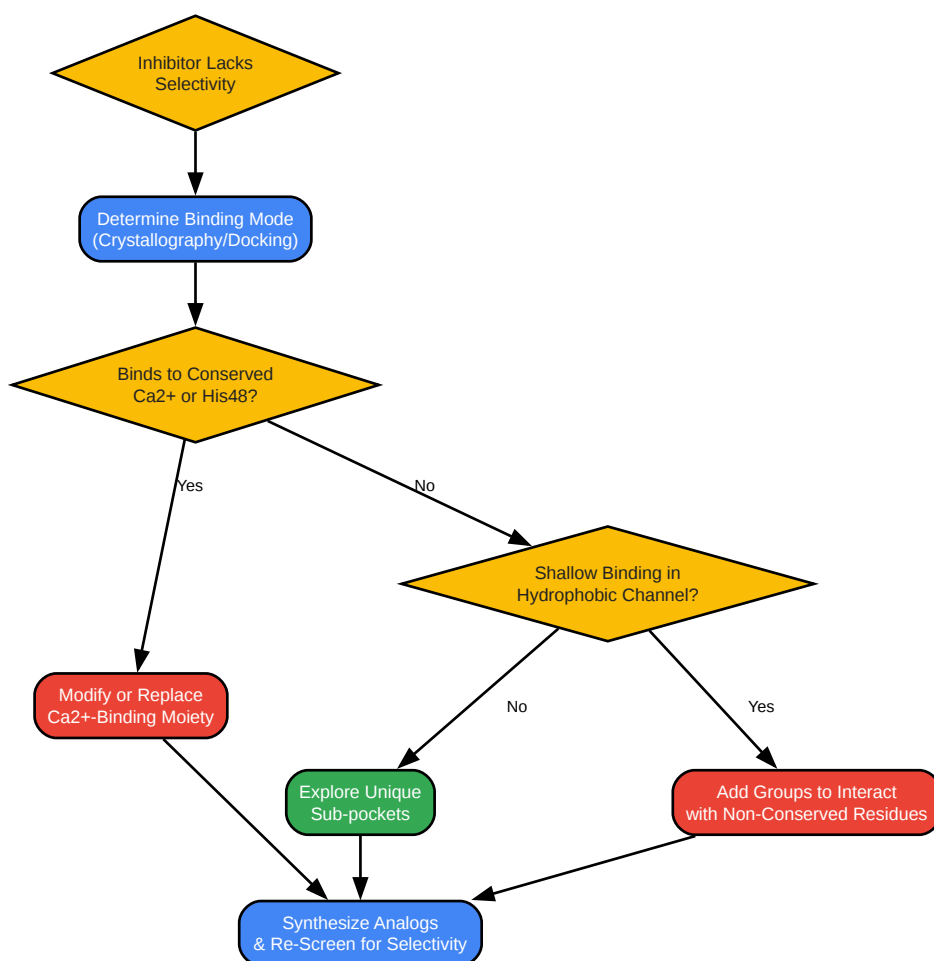 Inhibitor Lacks
Selectivity
Determine Binding Mode
(Crystallography/Docking)
Binds to Conserved
Ca2+ or His48?
Yes
No
Shallow Binding in
Hydrophobic Channel?
Modify or Replace
Ca2+-Binding Moiety
No
Yes
Explore Unique
Sub-pockets
Add Groups to Interact
with Non-Conserved Residues
Synthesize Analogs
& Re-Screen for Selectivity